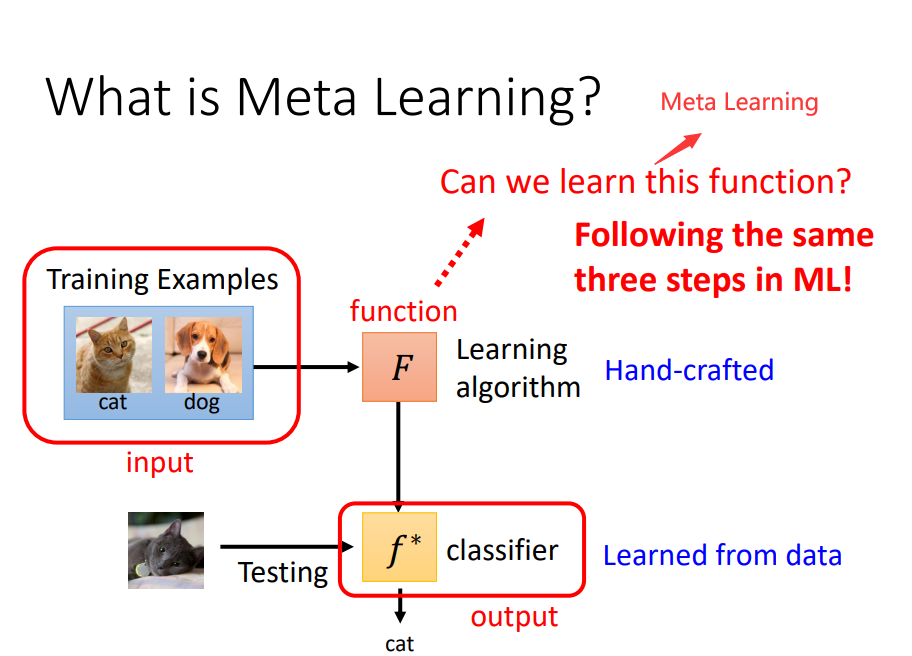 What is Meta Learning?
Meta Learning
Can we learn this function?
Following the same
three steps in ML!
Training Examples
cat
dog
input
function
F
Learning
algorithm
Hand-crafted
Testing
f*
classifier
Learned from data
output
cat